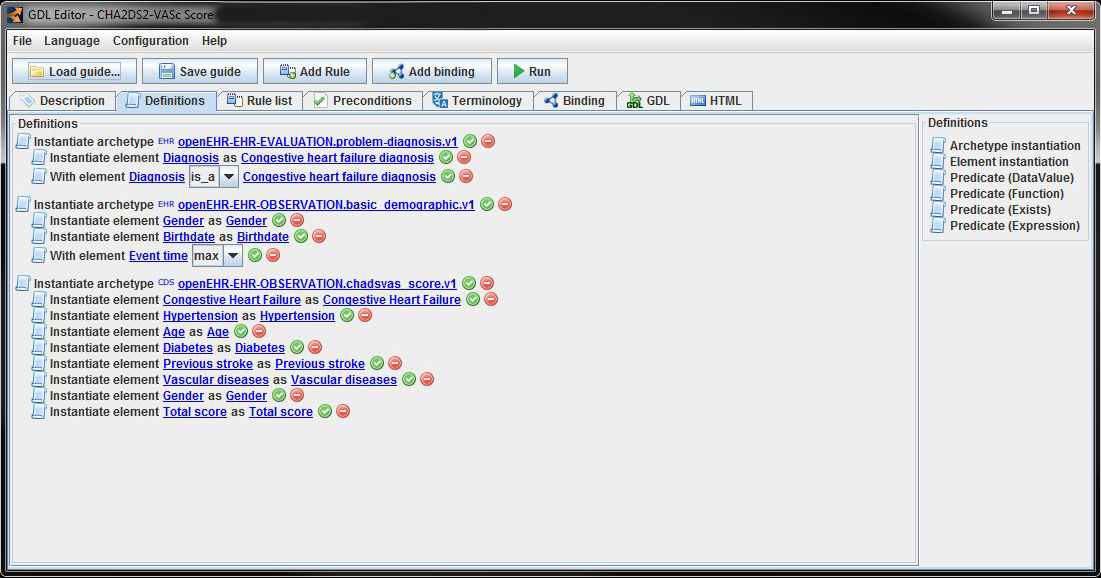 GDL Editor - CHA2DS2-VASc Score
File Language Configuration Help
Load guide... Save guide Add Rule Add binding Run
Description Definitions Rule list Preconditions Terminology Binding GDL HTML
Definitions
Instantiate archetype EHR openEHR-EHR-EVALUATION.problem-diagnosis.v1
Instantiate element Diagnosis as Congestive heart failure diagnosis
With element Diagnosis is_a Congestive heart failure diagnosis
Instantiate archetype EHR openEHR-EHR-OBSERVATION.basic_demographic.v1
Instantiate element Gender as Gender
Instantiate element Birthdate as Birthdate
With element Event time max
Instantiate archetype CDS openEHR-EHR-OBSERVATION.chadsvas_score.v1
Instantiate element Congestive Heart Failure as Congestive Heart Failure
Instantiate element Hypertension as Hypertension
Instantiate element Age as Age
Instantiate element Diabetes as Diabetes
Instantiate element Previous stroke as Previous stroke
Instantiate element Vascular diseases as Vascular diseases
Instantiate element Gender as Gender
Instantiate element Total score as Total score
Definitions
Archetype instantiation
Element instantiation
Predicate (DataValue)
Predicate (Function)
Predicate (Exists)
Predicate (Expression)